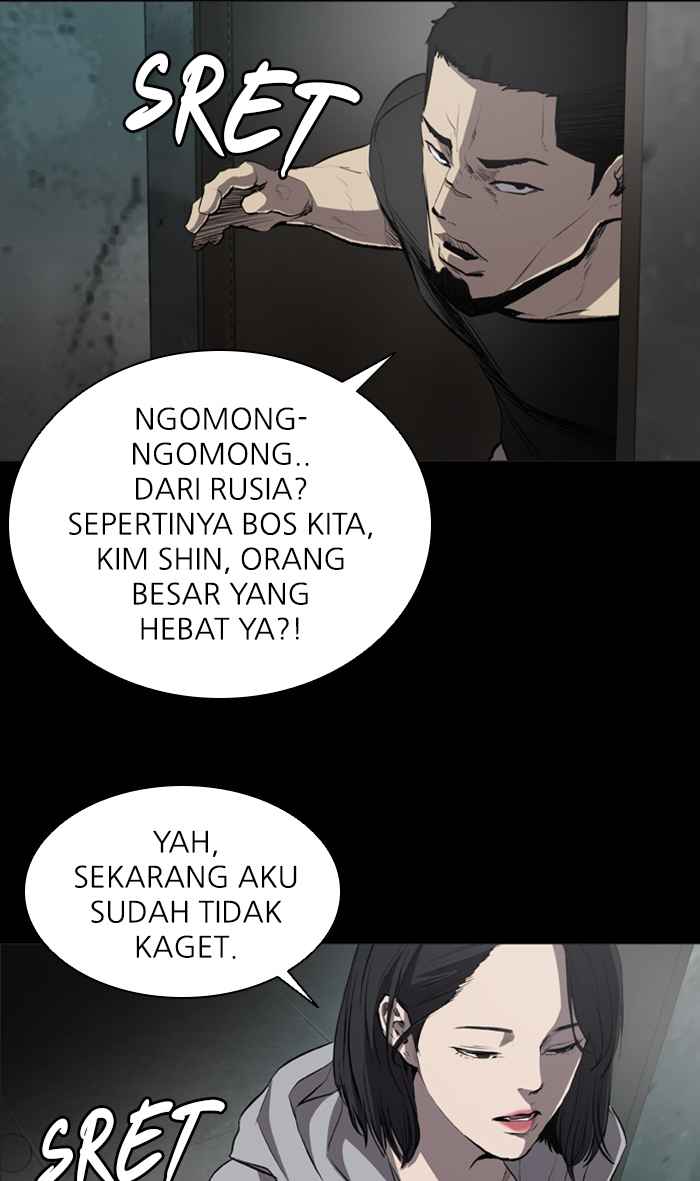 SRET
NGOMONG-
NGOMONG..
DARI RUSIA?
SEPERTINYA BOS KITA,
KIM SHIN, ORANG
BESAR YANG
HEBAT YA?!
YAH,
SEKARANG AKU
SUDAH TIDAK
KAGET.
SRET